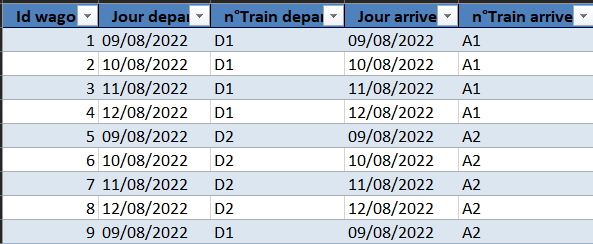 Id wago Jour depar n°Train depar Jour arrive n°Train arrive
1 09/08/2022 D1 09/08/2022 A1
2 10/08/2022 D1 10/08/2022 A1
3 11/08/2022 D1 11/08/2022 A1
4 12/08/2022 D1 12/08/2022 A1
5 09/08/2022 D2 09/08/2022 A2
6 10/08/2022 D2 10/08/2022 A2
7 11/08/2022 D2 11/08/2022 A2
8 12/08/2022 D2 12/08/2022 A2
9 09/08/2022 D1 09/08/2022 A2